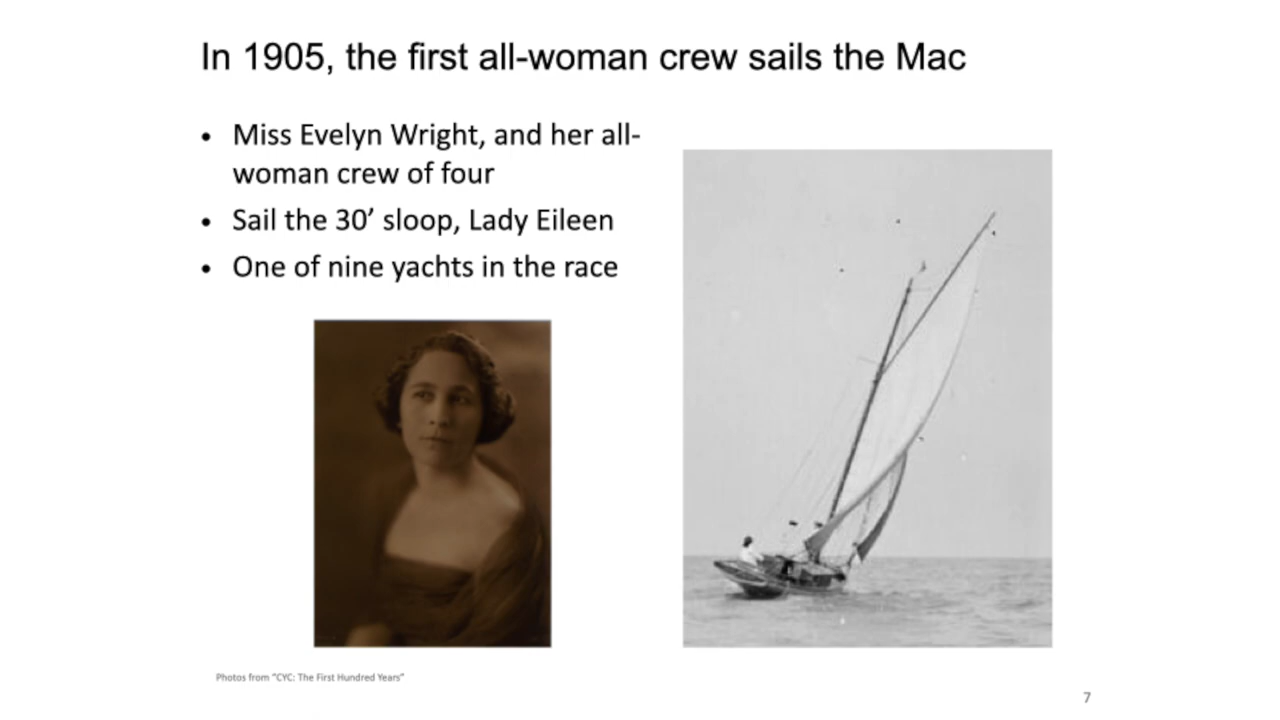 In 1905, the first all-woman crew sails the Mac
• Miss Evelyn Wright, and her all-
woman crew of four
• Sail the 30’ sloop, Lady Eileen
• One of nine yachts in the race
Photos from “CYC: The First Hundred Years”
7